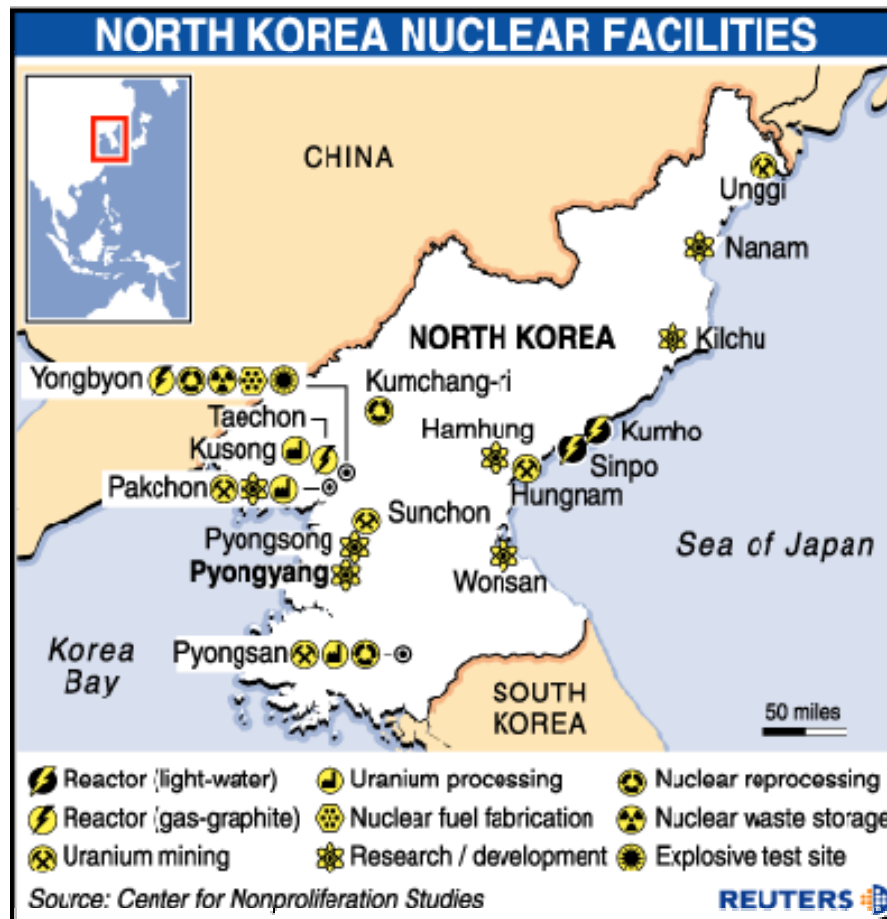 NORTH KOREA NUCLEAR FACILITIES
CHINA
Unggi
Nanam
NORTH KOREA
Kilchu
Yongbyon
Kumchang-ri
Taechon
Hamhung
Kumho
Kusong
Sinpo
Pakchon
Hungnam
Sunchon
Pyongsong
Sea of Japan
Pyongyang
Wonsan
Korea
Bay
Pyongsan
SOUTH
KOREA
50 miles
Reactor (light-water)
Uranium processing
Nuclear reprocessing
Reactor (gas-graphite)
Nuclear fuel fabrication
Nuclear waste storage
Uranium mining
Research / development
Explosive test site
Source: Center for Nonproliferation Studies
REUTERS